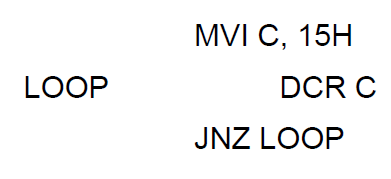 MVI C, 15H
LOOP DCR C
JNZ LOOP